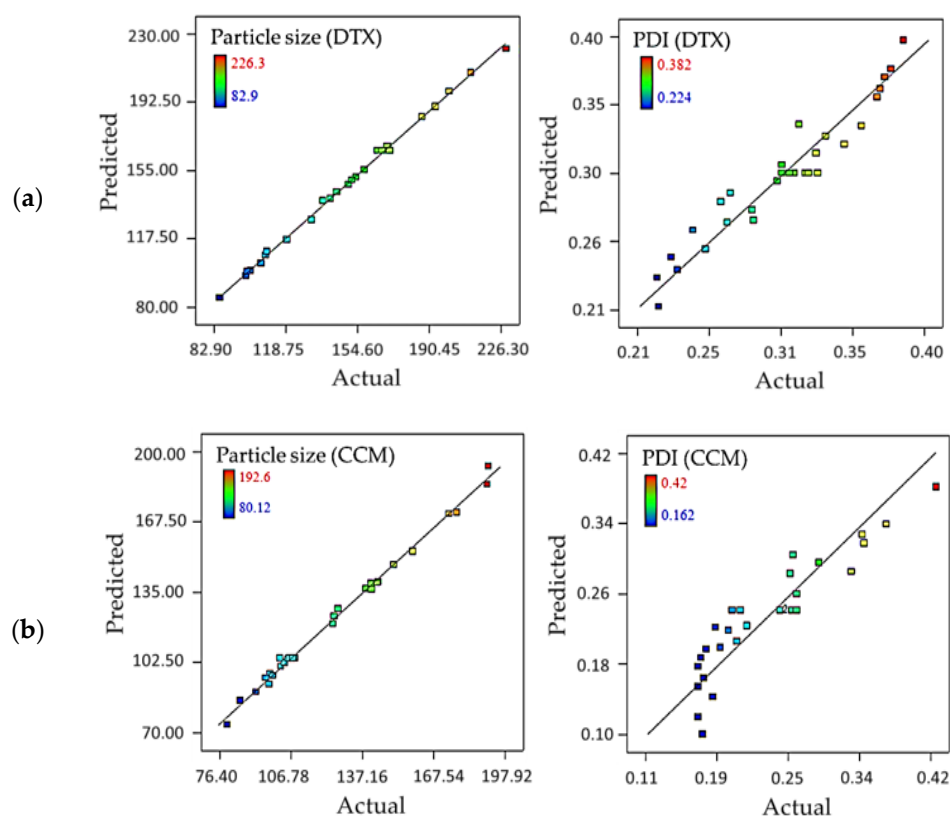 (a)
Particle size (DTX)
226.3
82.9
230.00
192.50
155.00
117.50
80.00
Predicted
82.90 118.75 154.60 190.45 226.30
Actual
PDI (DTX)
0.382
0.224
0.40
0.35
0.30
0.26
0.21
Predicted
0.21 0.25 0.31 0.35 0.40
Actual
(b)
Particle size (CCM)
192.6
80.12
200.00
167.50
135.00
102.50
70.00
Predicted
76.40 106.78 137.16 167.54 197.92
Actual
PDI (CCM)
0.42
0.162
0.42
0.34
0.26
0.18
0.10
Predicted
2
0.11 0.19 0.25 0.34 0.42
Actual